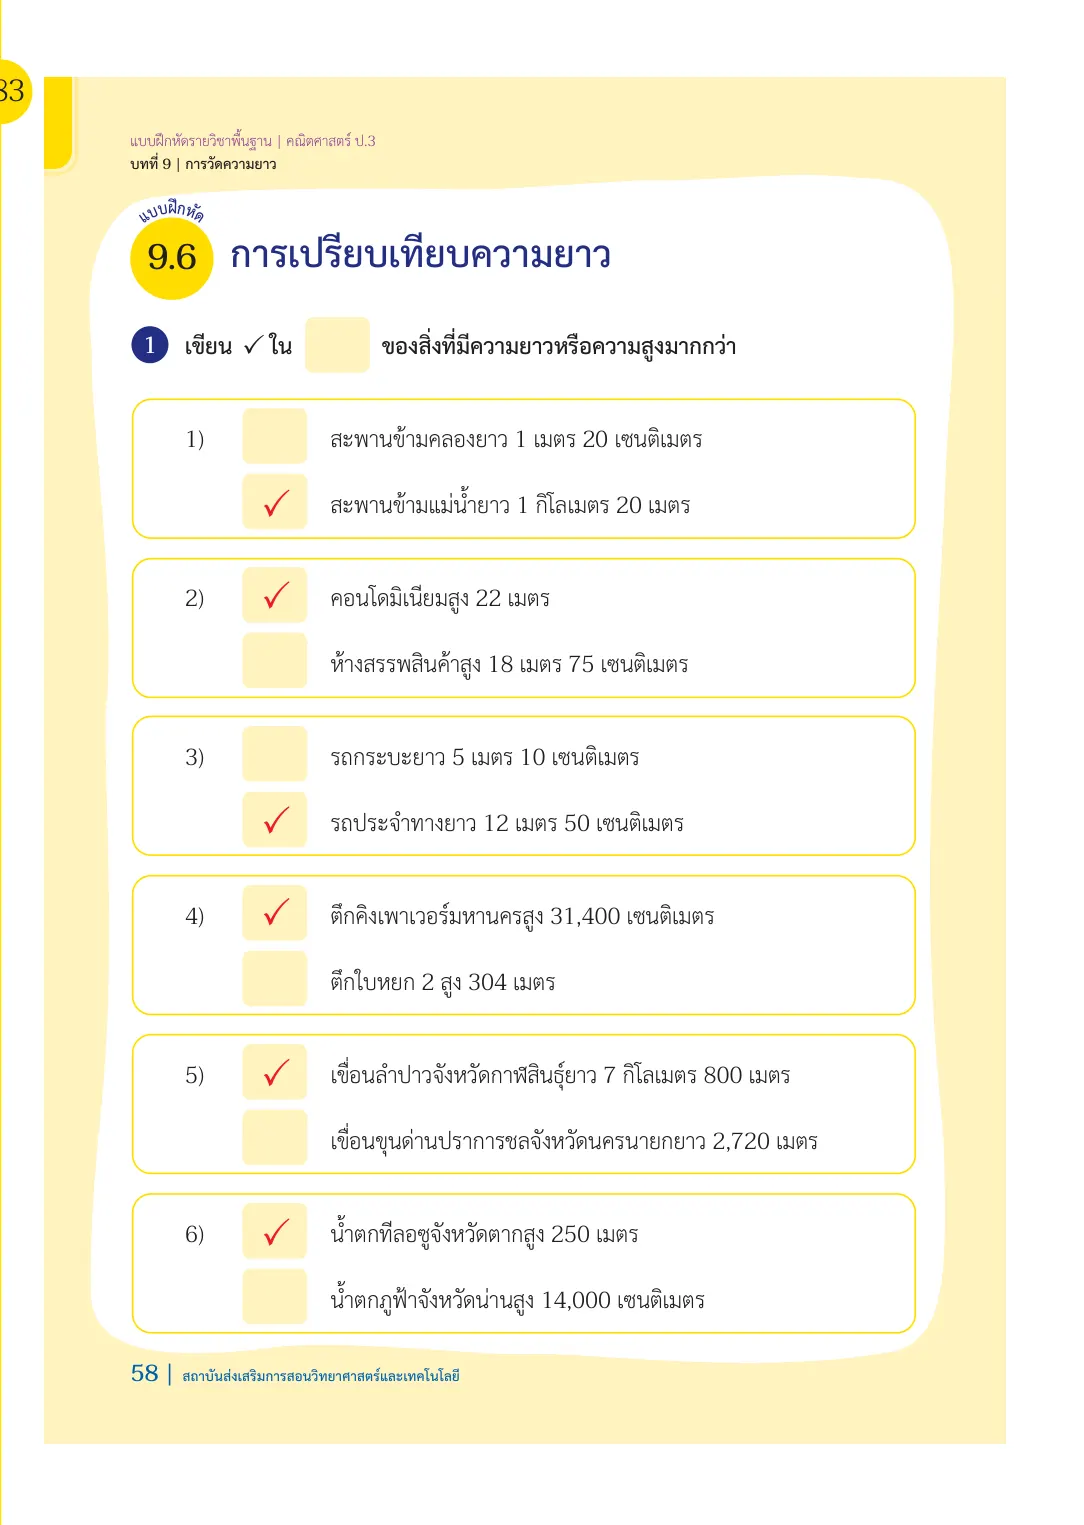 83
แบบฝึกหัดรายวิชาพื้นฐาน | คณิตศาสตร์ ป.3
บทที่ 9 | การวัดความยาว
แบบฝึกหัด
9.6 การเปรียบเทียบความยาว
1 เขียน ✓ ใน ของสิ่งที่มีความยาวหรือความสูงมากกว่า
1) สะพานข้ามคลองยาว 1 เมตร 20 เซนติเมตร
✓ สะพานข้ามแม่น้ำยาว 1 กิโลเมตร 20 เมตร
2) ✓ คอนโดมิเนียมสูง 22 เมตร
ห้างสรรพสินค้าสูง 18 เมตร 75 เซนติเมตร
3) รถกระบะยาว 5 เมตร 10 เซนติเมตร
✓ รถประจำทางยาว 12 เมตร 50 เซนติเมตร
4) ✓ ตึกคิงเพาเวอร์มหานครสูง 31,400 เซนติเมตร
ตึกใบหยก 2 สูง 304 เมตร
5) ✓ เขื่อนลำปาวจังหวัดกาฬสินธุ์ยาว 7 กิโลเมตร 800 เมตร
เขื่อนขุนด่านปราการชลจังหวัดนครนายกยาว 2,720 เมตร
6) ✓ น้ำตกทีลอซูจังหวัดตากสูง 250 เมตร
น้ำตกภูฟ้าจังหวัดน่านสูง 14,000 เซนติเมตร
58 | สถาบันส่งเสริมการสอนวิทยาศาสตร์และเทคโนโลยี